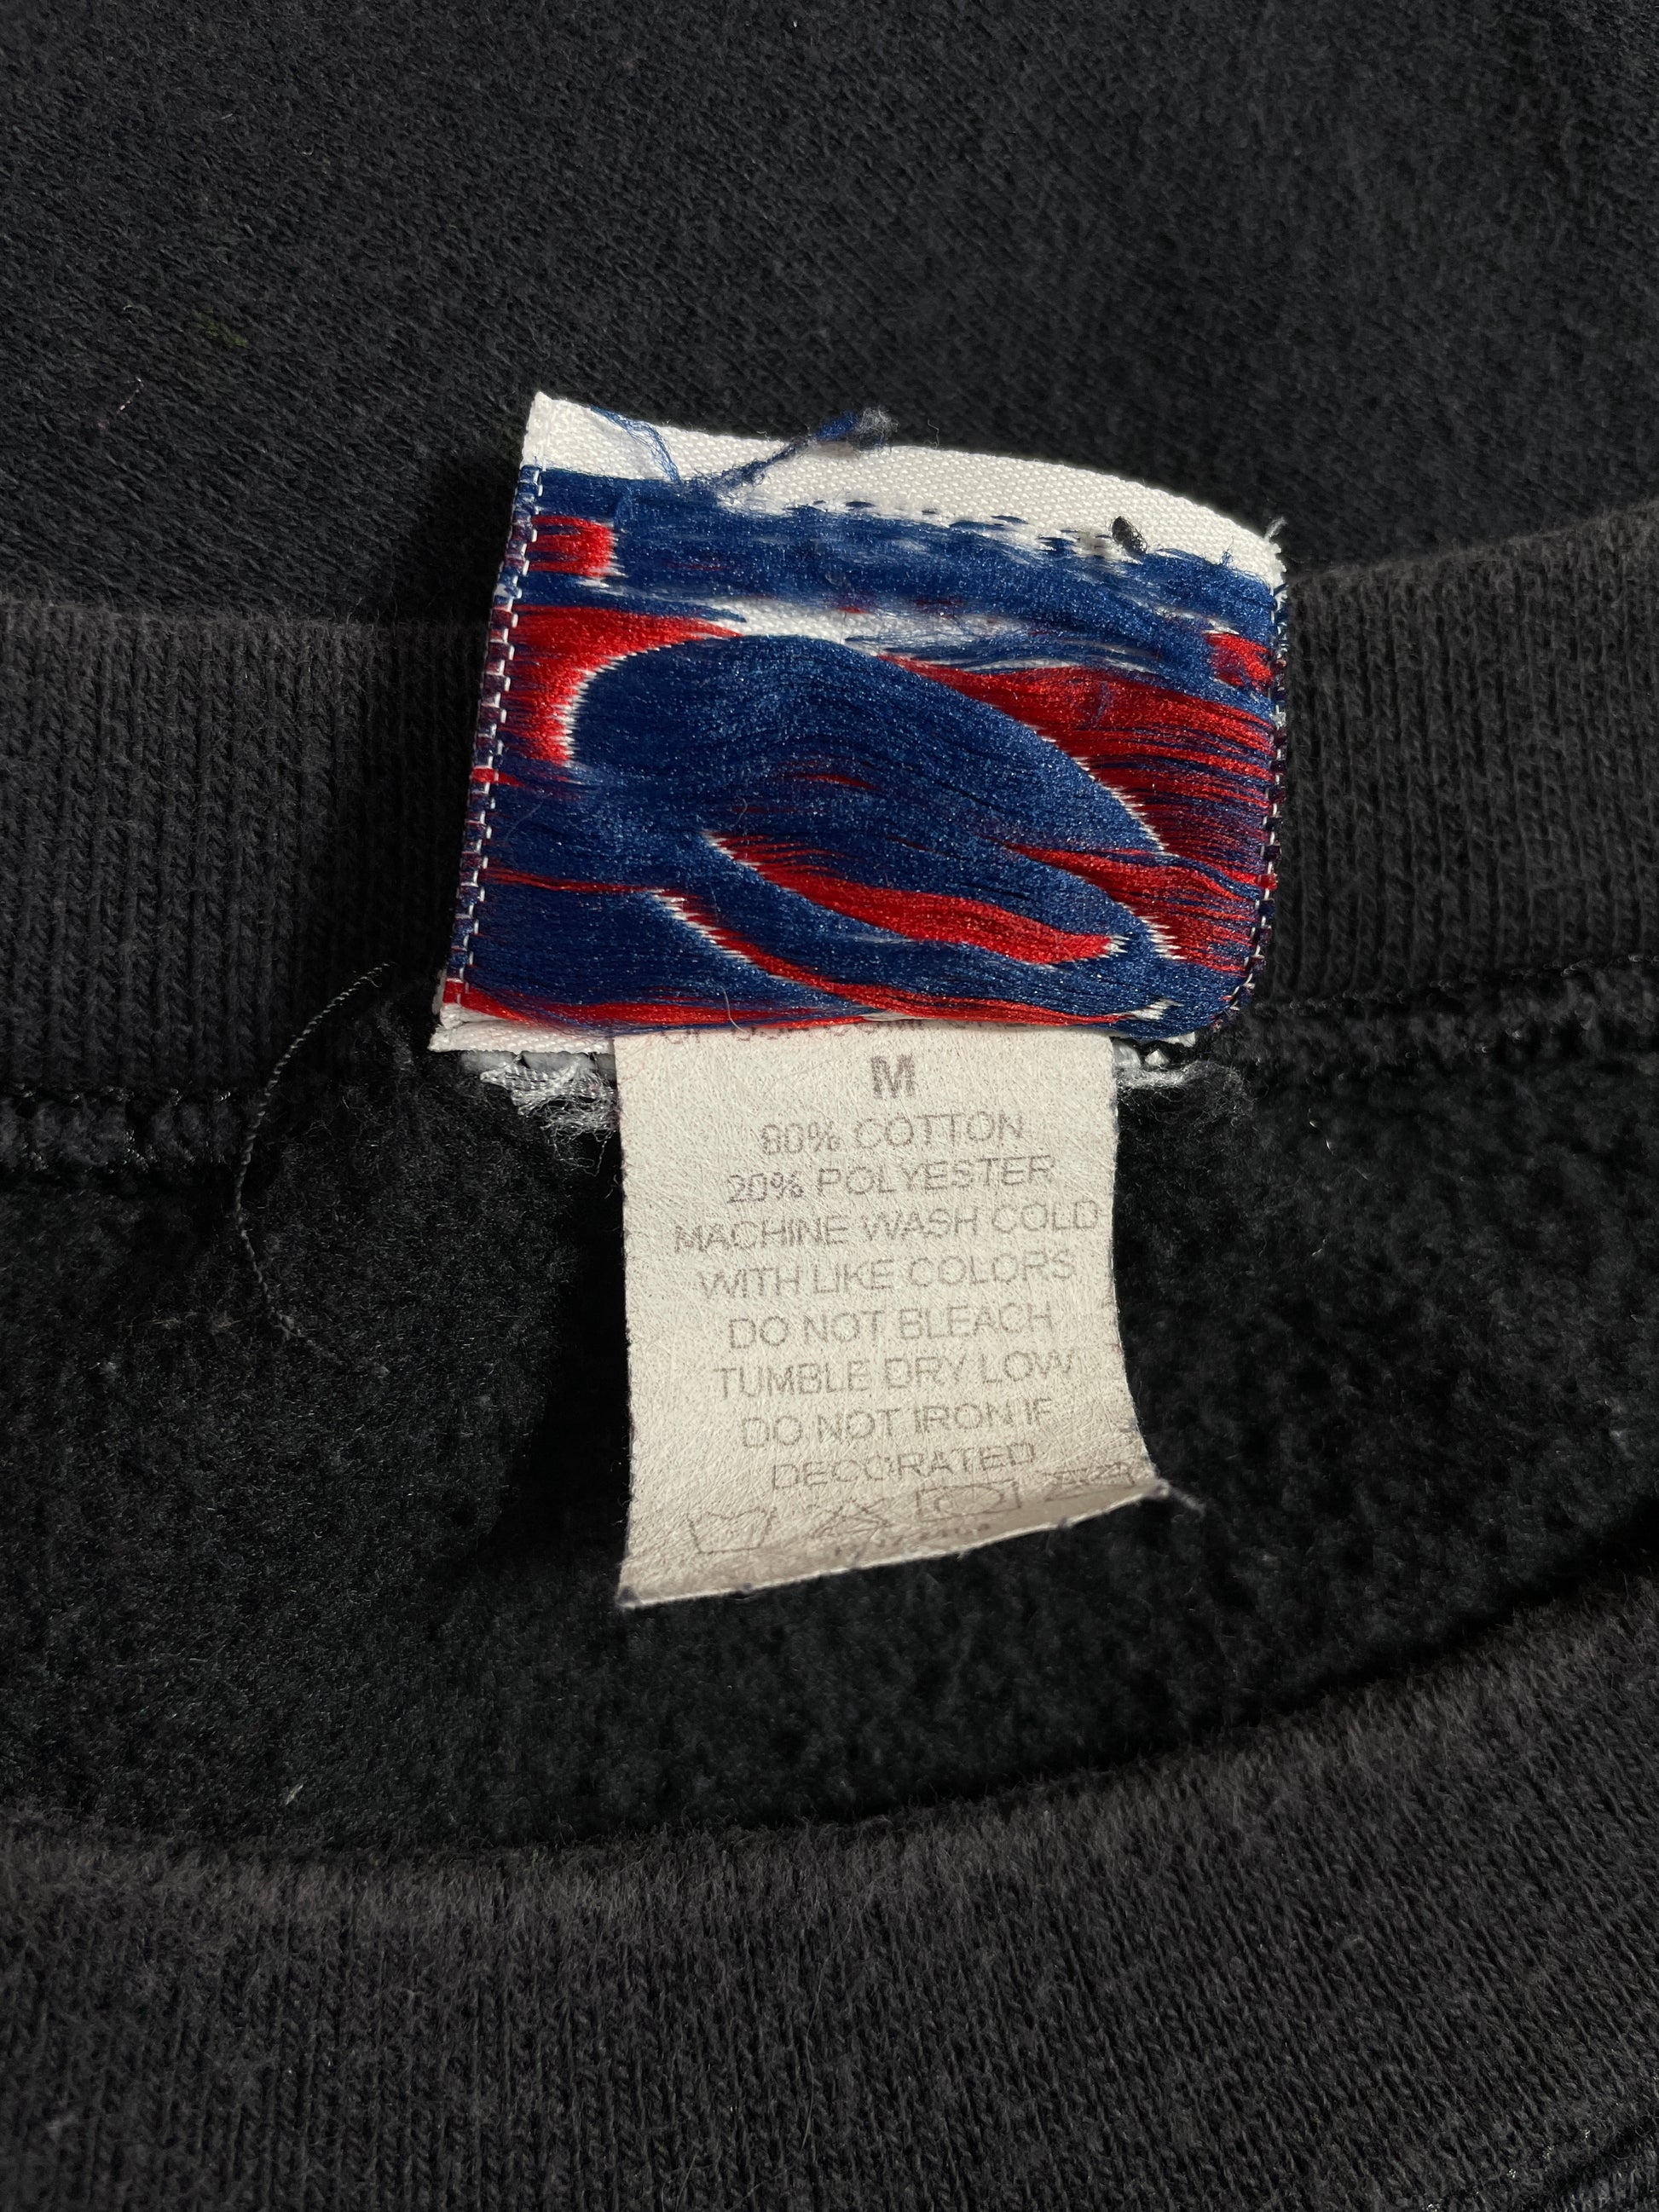 M
80% COTTON
20% POLYESTER
MACHINE WASH COLD
WITH LIKE COLORS
DO NOT BLEACH
TUMBLE DRY LOW
DO NOT IRON IF
DECORATED